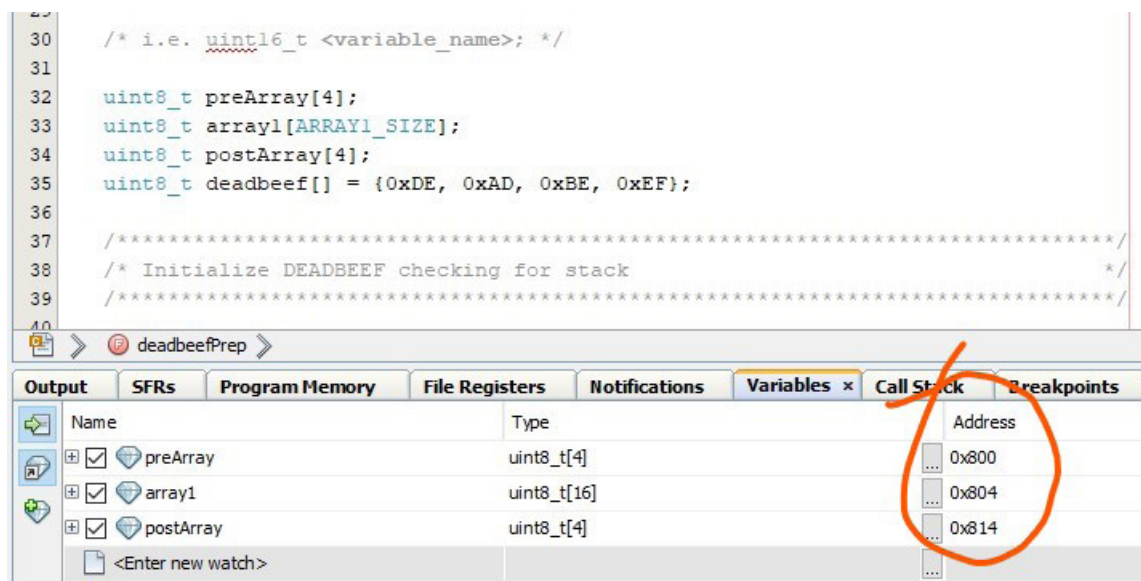 29
30 /* i.e. uint16_t <variable_name>; */
31
32 uint8_t preArray[4];
33 uint8_t array1[ARRAY1_SIZE];
34 uint8_t postArray[4];
35 uint8_t deadbeef[] = {0xDE, 0xAD, 0xBE, 0xEF};
36
37 /******************************************************************************/
38 /* Initialize DEADBEEF checking for stack */
39 /******************************************************************************/
40
deadbeefPrep
Output SFRs Program Memory File Registers Notifications Variables × Call Stack Breakpoints
Name Type Address
preArray uint8_t[4] ... 0x800
array1 uint8_t[16] ... 0x804
postArray uint8_t[4] ... 0x814
<Enter new watch> ...